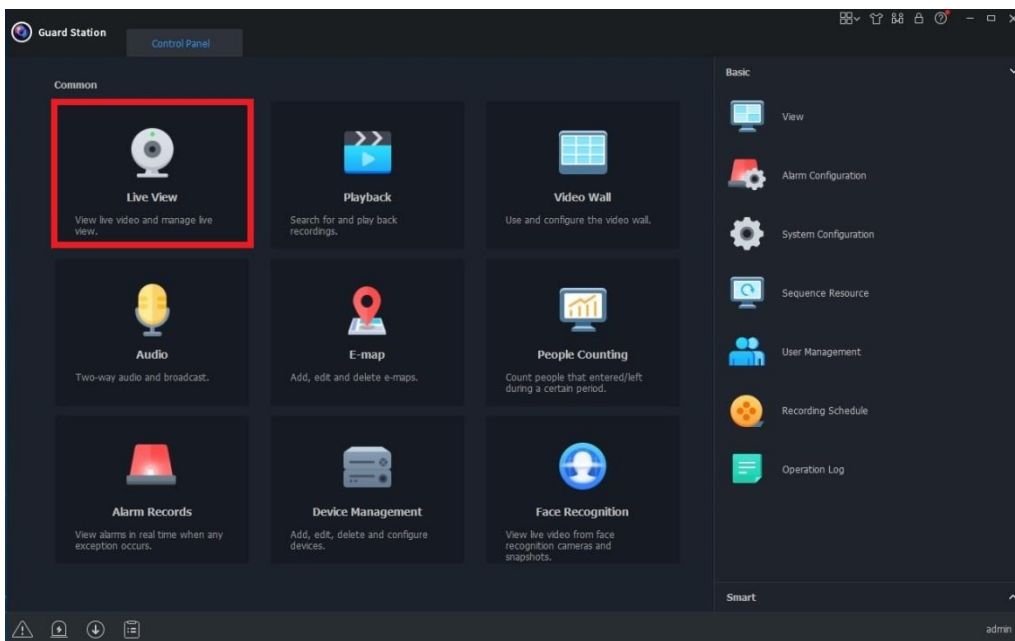 Guard Station
Control Panel
Common
Live View
View live video and manage live
view.
Playback
Search for and play back
recordings.
Video Wall
Use and configure the video wall.
Audio
Two-way audio and broadcast.
E-map
Add, edit and delete e-maps.
People Counting
Count people that entered/left
during a certain period.
Alarm Records
View alarms in real time when any
exception occurs.
Device Management
Add, edit, delete and configure
devices.
Face Recognition
View live video from face
recognition cameras and
snapshots.
Basic
View
Alarm Configuration
System Configuration
Sequence Resource
User Management
Recording Schedule
Operation Log
Smart
admin